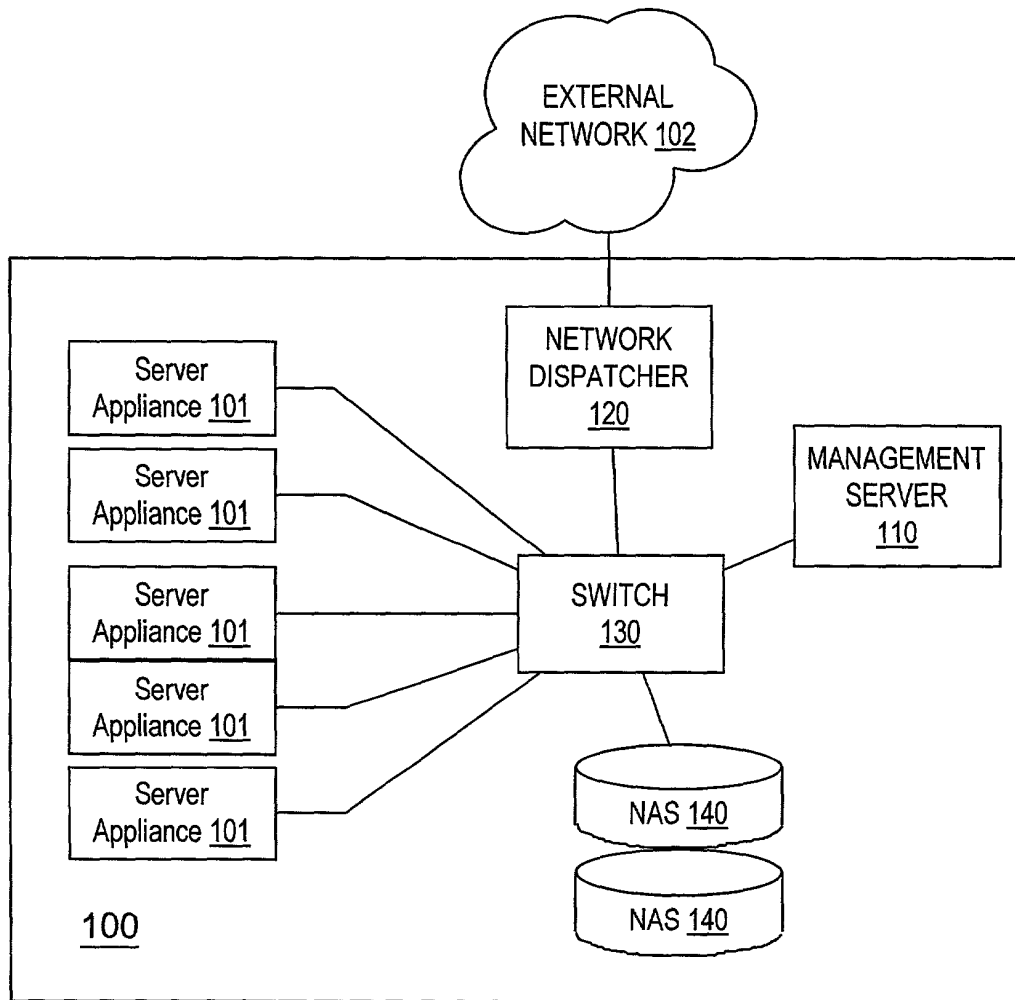 EXTERNAL
NETWORK 102
NETWORK
DISPATCHER
120
Server
Appliance 101
Server
Appliance 101
MANAGEMENT
SERVER
110
Server
Appliance 101
SWITCH
130
Server
Appliance 101
Server
Appliance 101
NAS 140
NAS 140
100